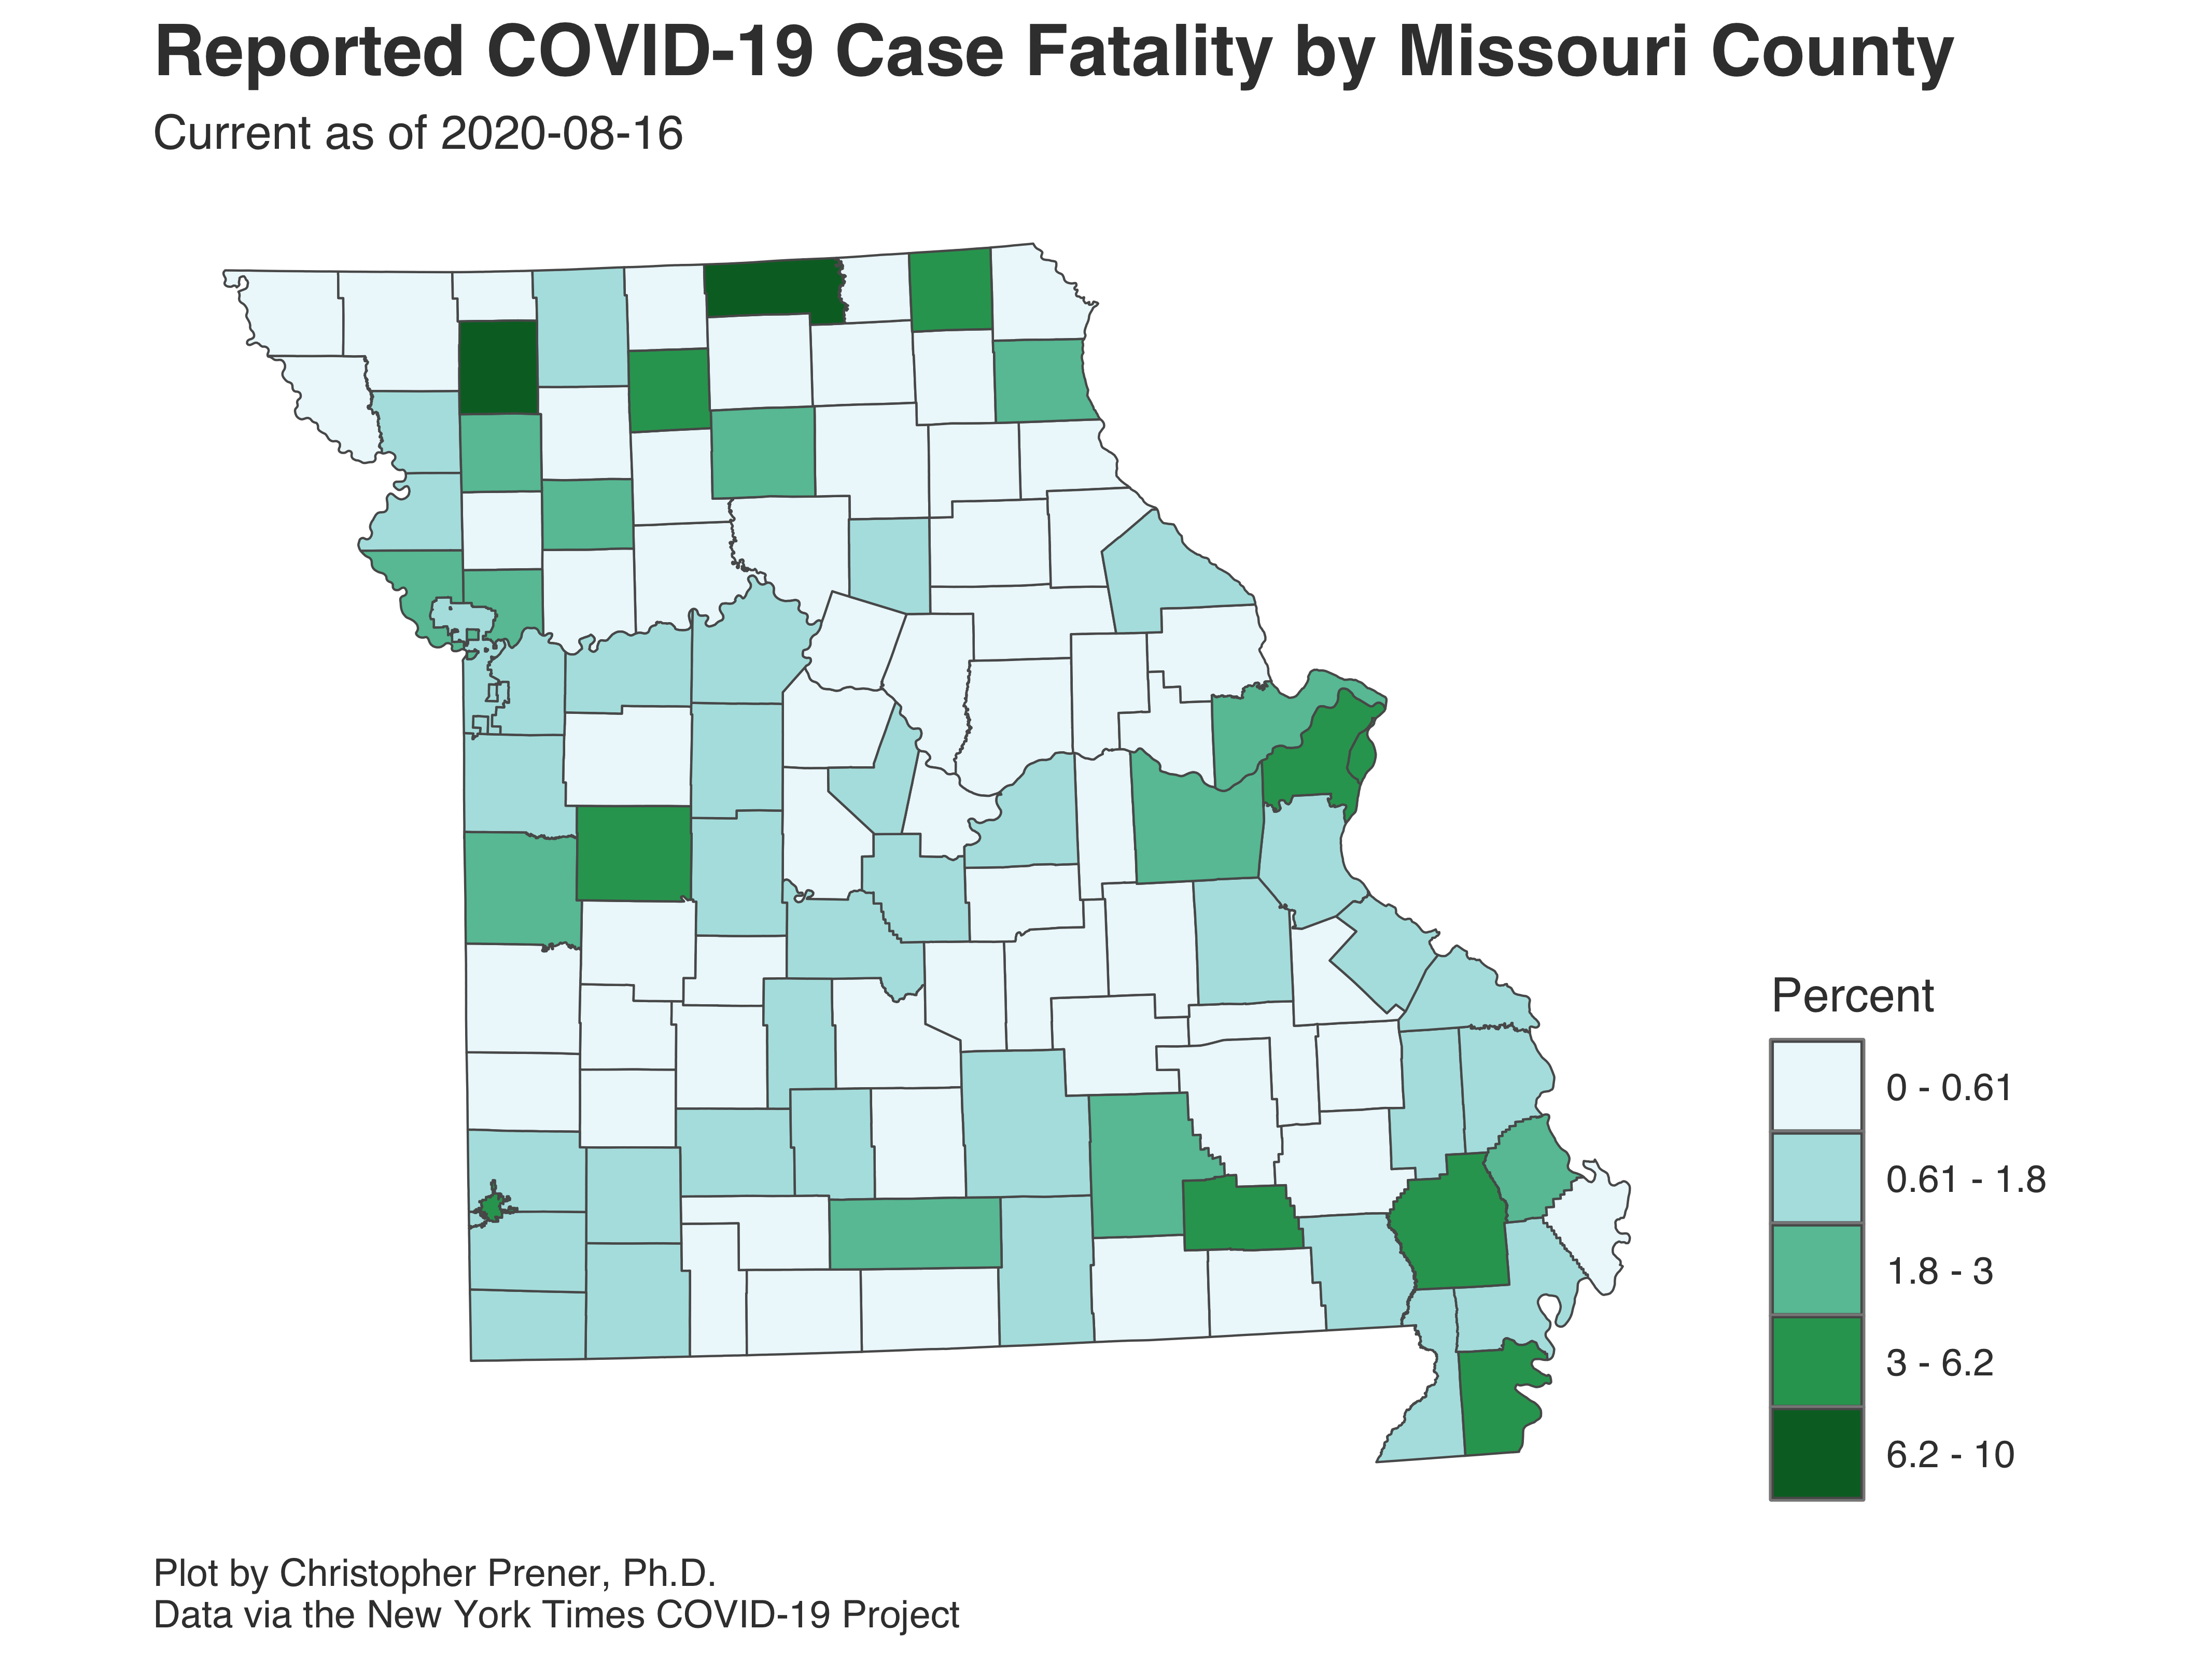 Reported COVID-19 Case Fatality by Missouri County
Current as of 2020-08-16
Percent
0 - 0.61
0.61 - 1.8
1.8 - 3
3 - 6.2
6.2 - 10
Plot by Christopher Prener, Ph.D.
Data via the New York Times COVID-19 Project